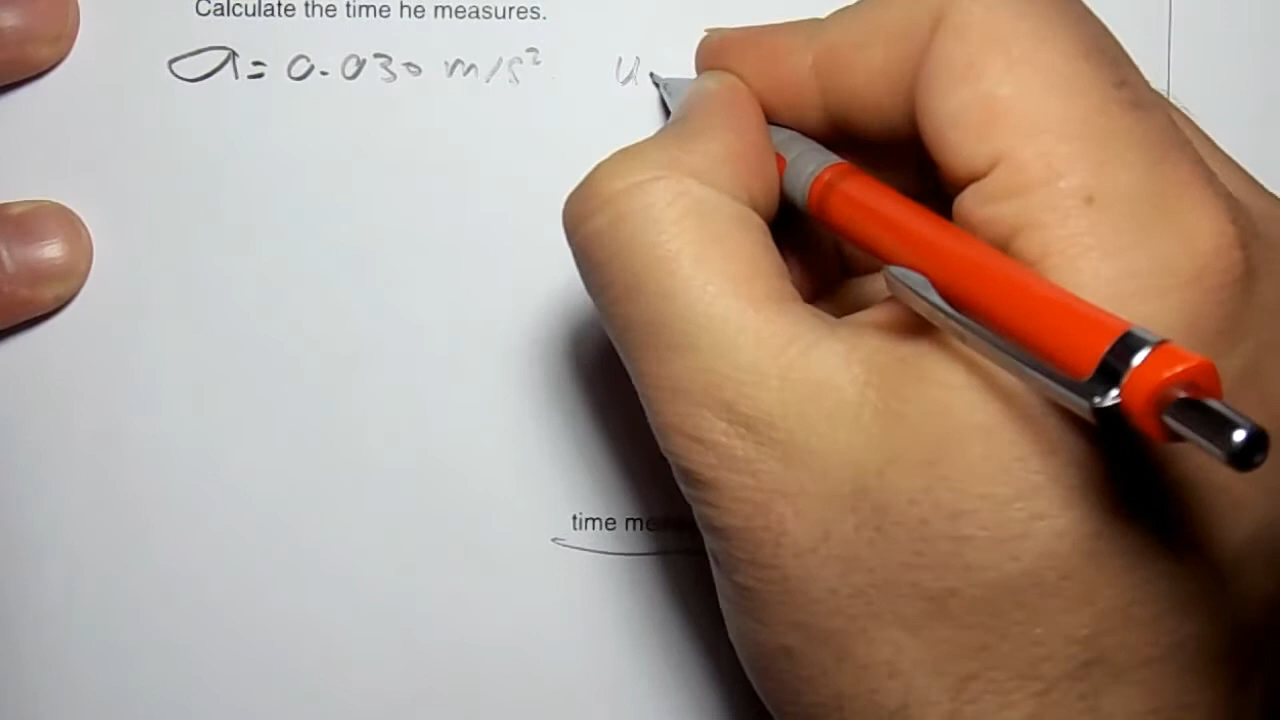 Calculate the time he measures.
a = 0.030 m/s² u
time me